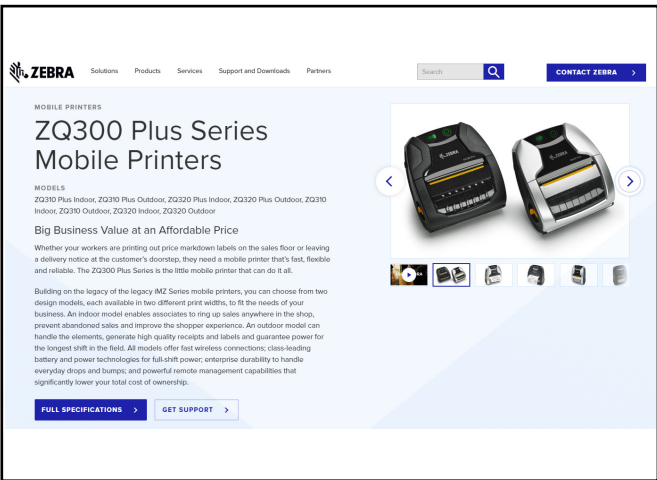 ZEBRA
Solutions Products Services Support and Downloads Partners
Search
CONTACT ZEBRA >
MOBILE PRINTERS
ZQ300 Plus Series
Mobile Printers
MODELS
ZQ310 Plus Indoor, ZQ310 Plus Outdoor, ZQ320 Plus Indoor, ZQ320 Plus Outdoor, ZQ310
Indoor, ZQ310 Outdoor, ZQ320 Indoor, ZQ320 Outdoor
Big Business Value at an Affordable Price
Whether your workers are printing out price markdown labels on the sales floor or leaving
a delivery notice at the customer's doorstep, they need a mobile printer that's fast, flexible
and reliable. The ZQ300 Plus Series is the little mobile printer that can do it all.
Building on the legacy of the legacy iMZ Series mobile printers, you can choose from two
design models, each available in two different print widths, to fit the needs of your
business. An indoor model enables associates to ring up sales anywhere in the shop,
prevent abandoned sales and improve the shopper experience. An outdoor model can
handle the elements, generate high quality receipts and labels and guarantee power for
the longest shift in the field. All models offer fast wireless connections; class-leading
battery and power technologies for full-shift power; enterprise durability to handle
everyday drops and bumps; and powerful remote management capabilities that
significantly lower your total cost of ownership.
FULL SPECIFICATIONS >
GET SUPPORT >
ZEBRA
ZEBRA